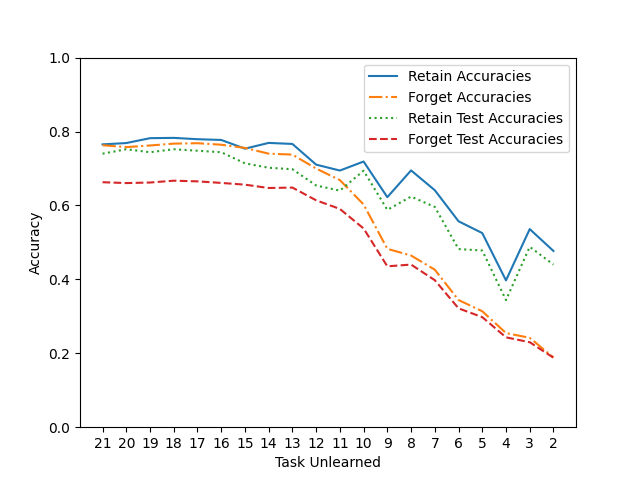 1.0
0.8
0.6
0.4
0.2
0.0
Accuracy
Retain Accuracies
Forget Accuracies
Retain Test Accuracies
Forget Test Accuracies
21 20 19 18 17 16 15 14 13 12 11 10 9 8 7 6 5 4 3 2
Task Unlearned